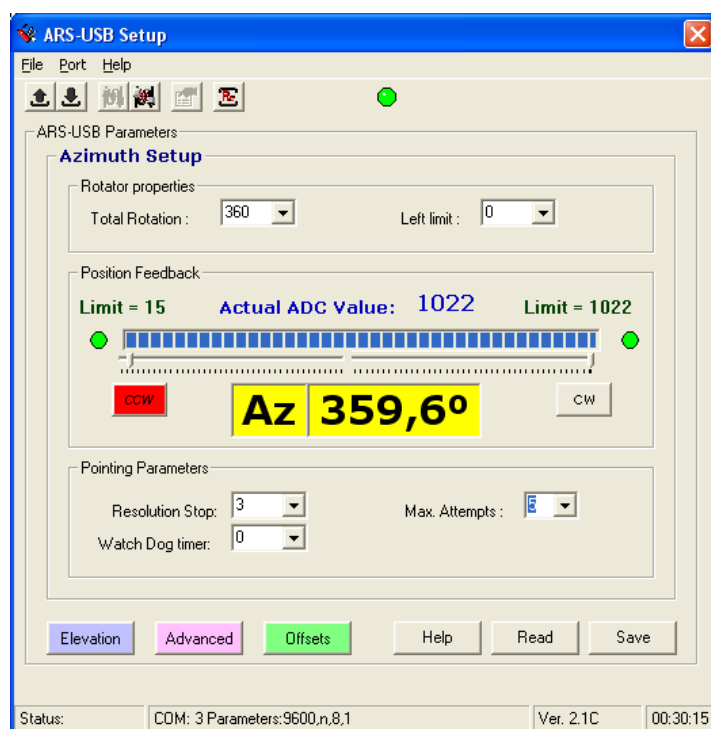 ARS-USB Setup
File Port Help
ARS-USB Parameters
Azimuth Setup
Rotator properties
Total Rotation : 360 Left limit : 0
Position Feedback
Limit = 15 Actual ADC Value: 1022 Limit = 1022
CCW Az 359,6º CW
Pointing Parameters
Resolution Stop: 3 Max. Attempts :
Watch Dog timer: 0
Elevation Advanced Offsets Help Read Save
Status: COM: 3 Parameters:9600,n,8,1 Ver. 2.1C 00:30:15